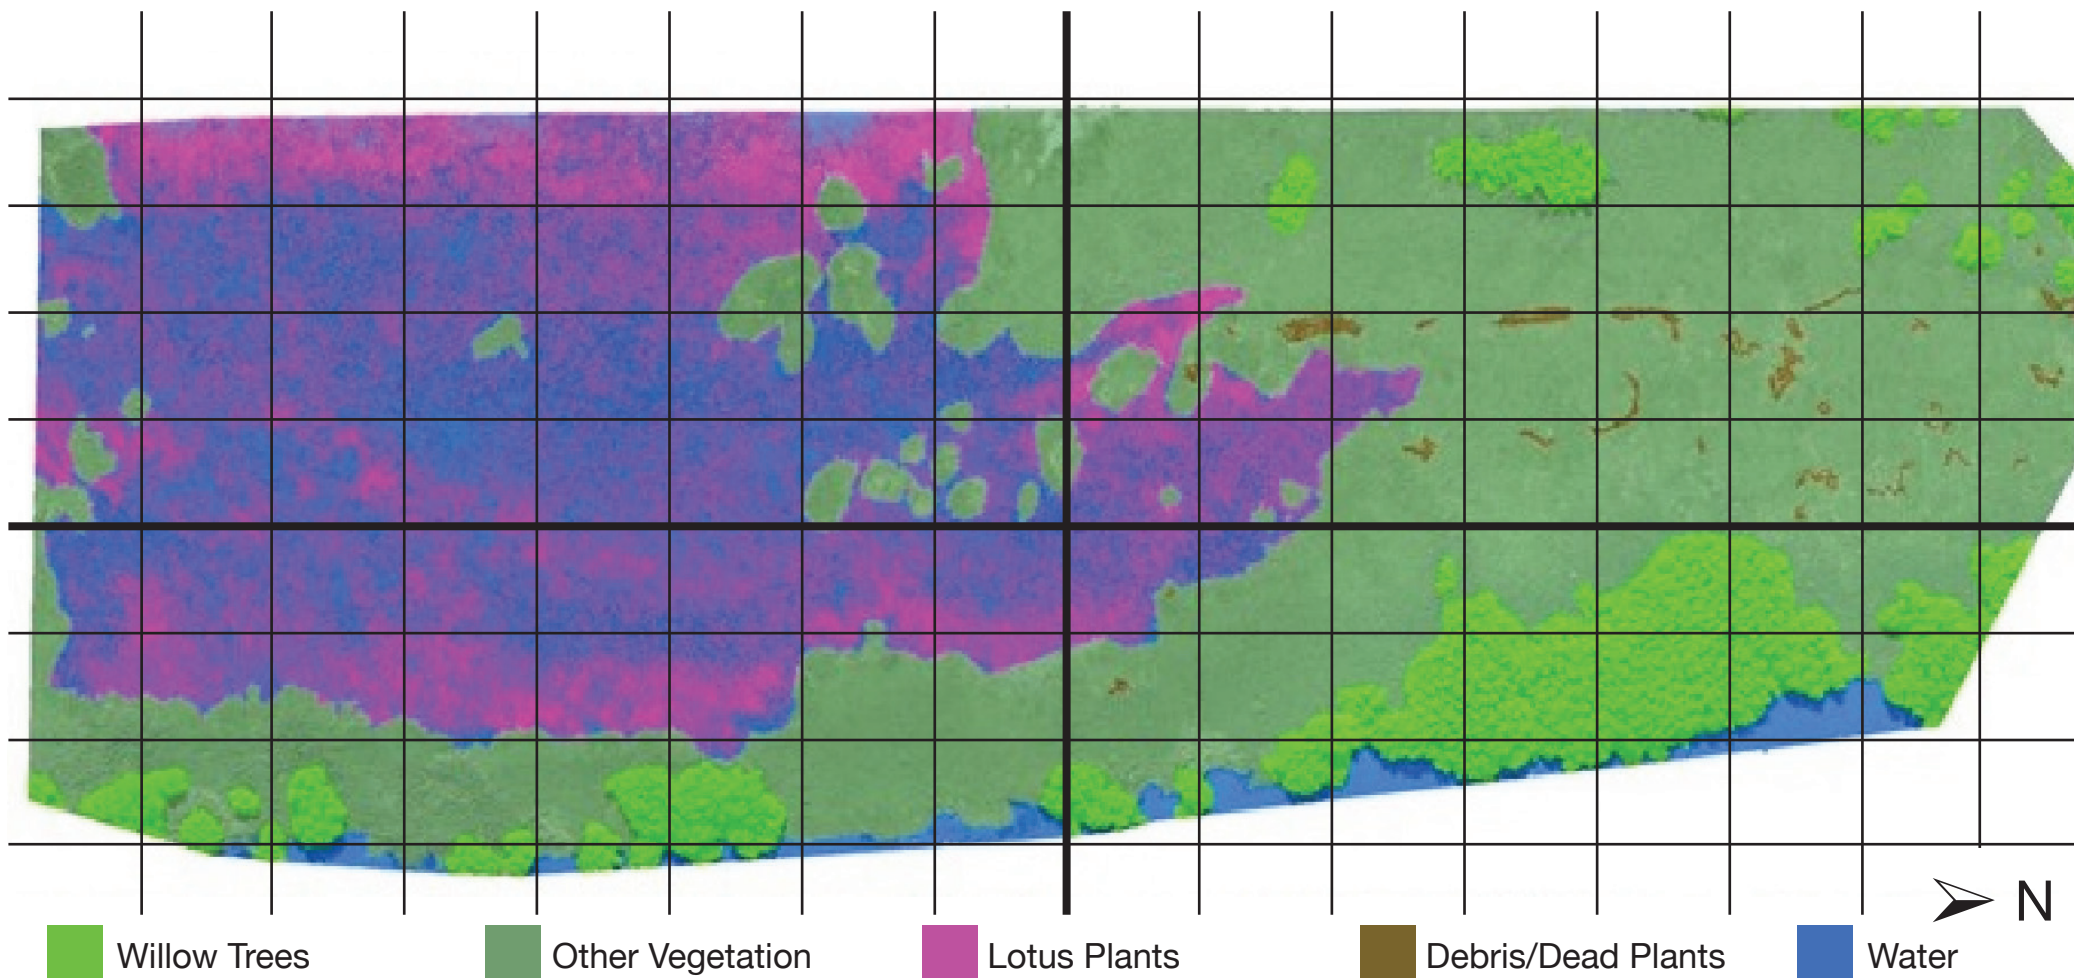 N
Willow Trees
Other Vegetation
Lotus Plants
Debris/Dead Plants
Water